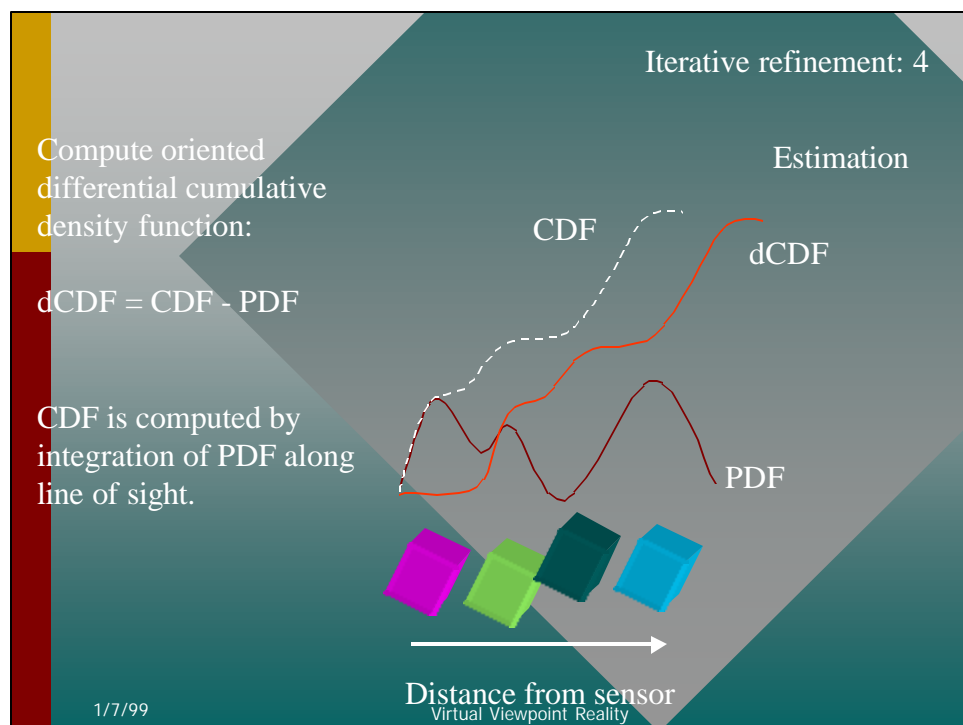 Iterative refinement: 4
Estimation
Compute oriented
differential cumulative
density function:
dCDF = CDF - PDF
CDF is computed by
integration of PDF along
line of sight.
CDF
dCDF
PDF
Distance from sensor
1/7/99
Virtual Viewpoint Reality